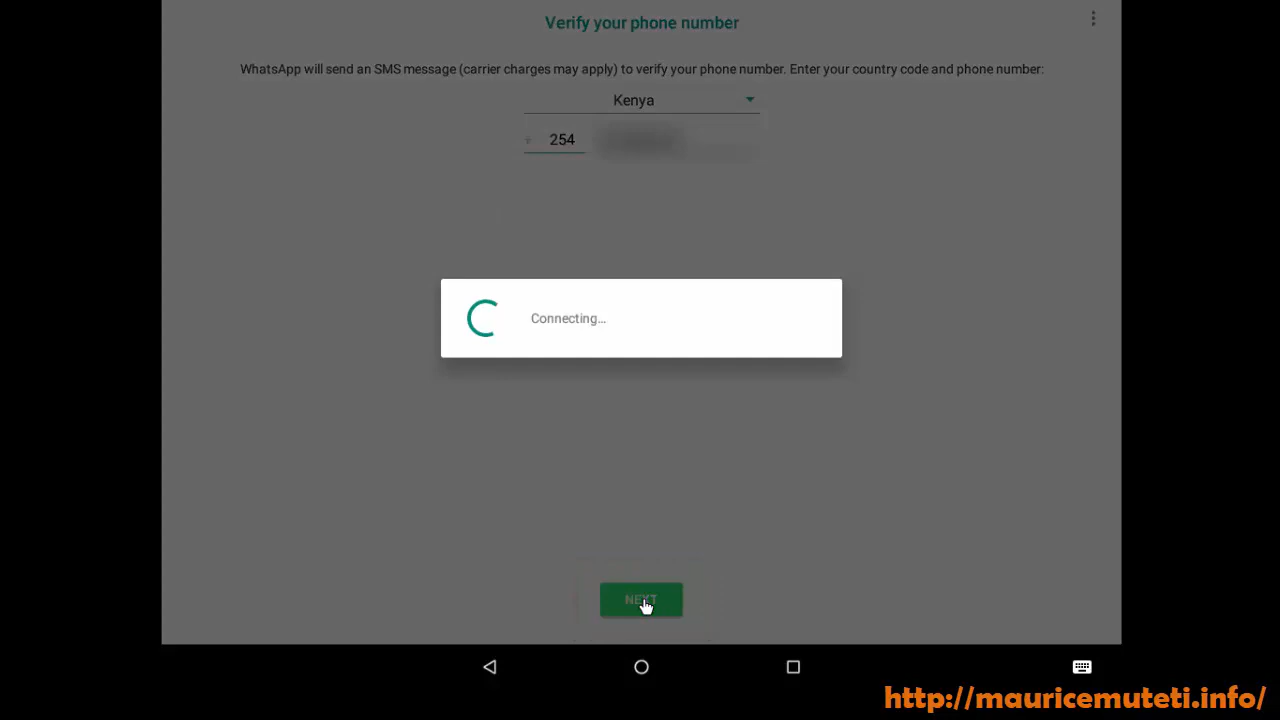 Verify your phone number
WhatsApp will send an SMS message (carrier charges may apply) to verify your phone number. Enter your country code and phone number:
Kenya
+ 254
Connecting...
NEXT
http://mauricemuteti.info/